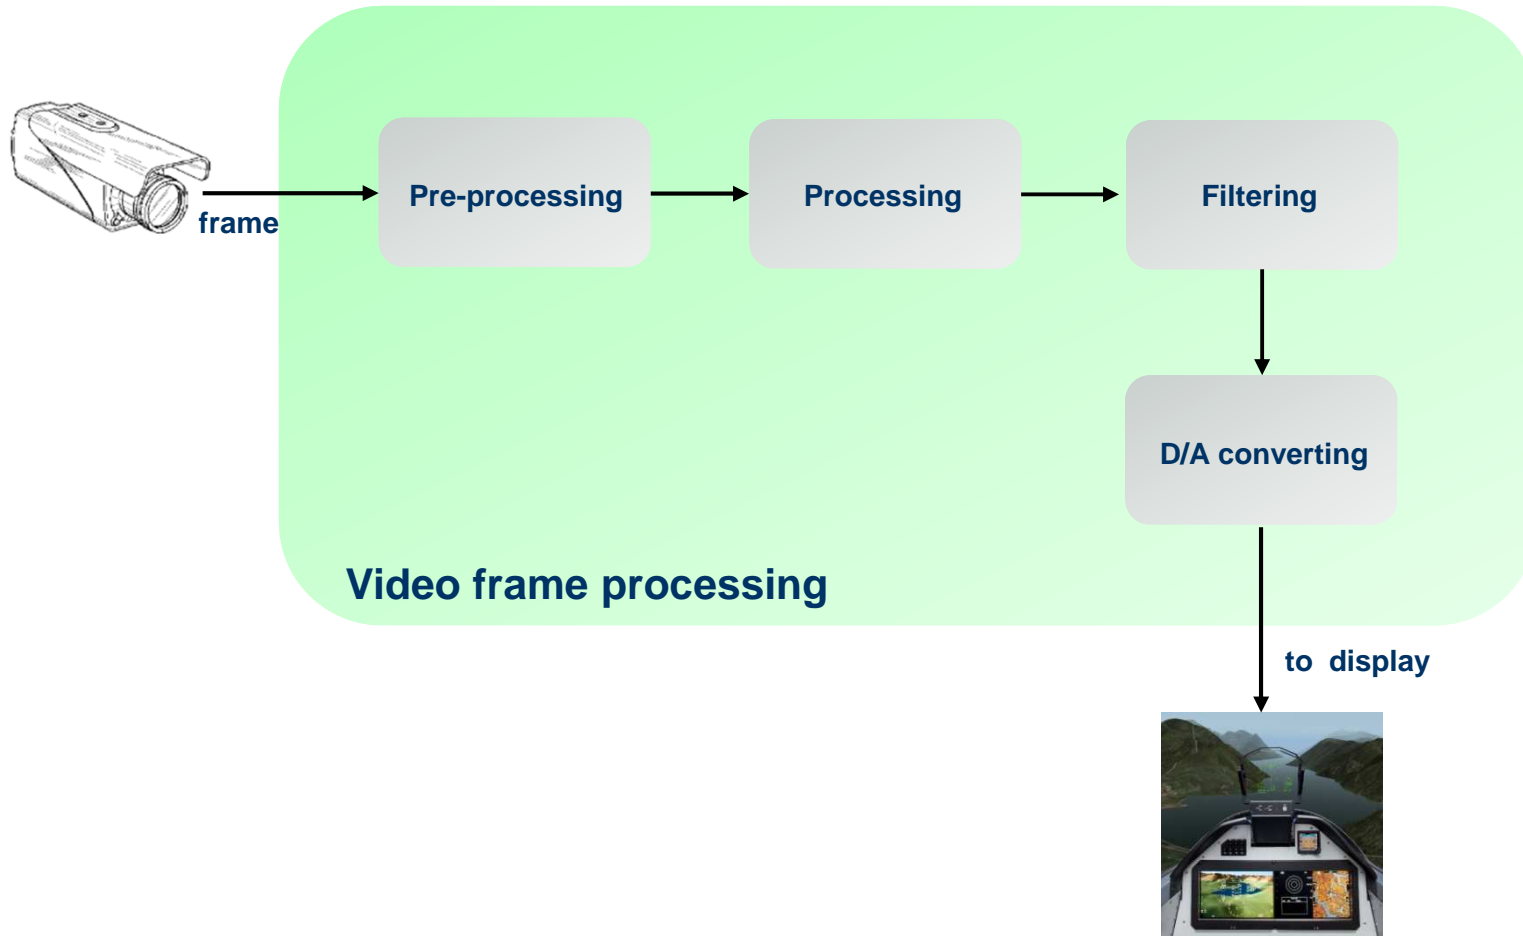 Pre-processing
Processing
Filtering
frame
D/A converting
Video frame processing
to display